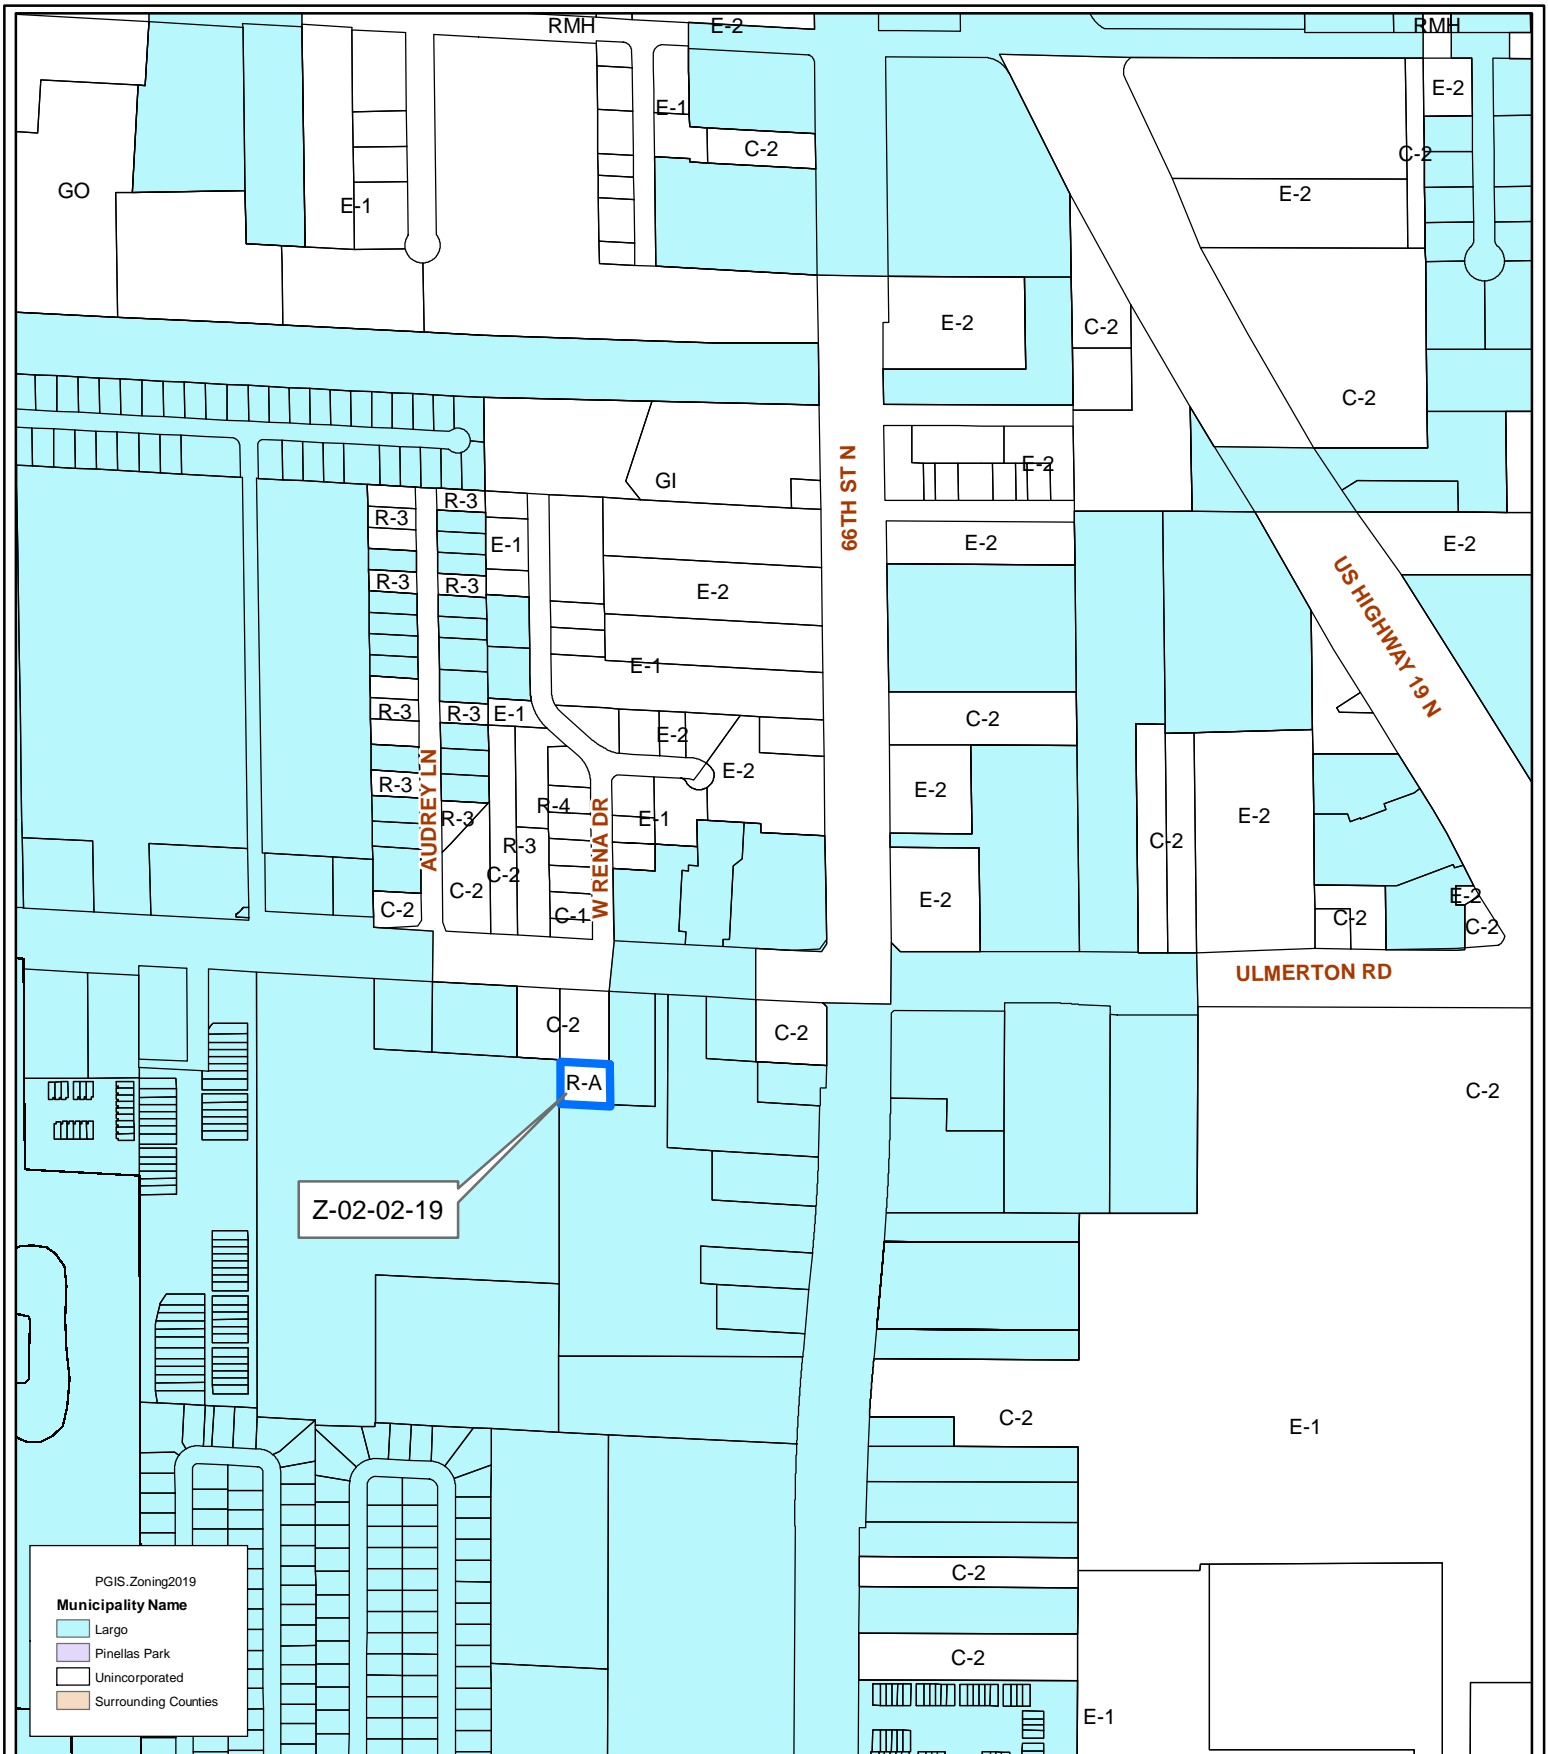 RMH
E-2
RMH
E-2
E-1
C-2
C-2
GO
E-2
E-1
E-2
C-2
C-2
E-2
GI
66TH ST N
R-3
R-3
E-1
E-2
E-2
US HIGHWAY 19 N
R-3
R-3
E-2
E-1
R-3
R-3
E-1
C-2
E-2
E-2
R-3
AUDREY LN
E-2
R-4
W RENA DR
E-1
R-3
E-2
R-3
C-2
C-2
C-2
E-2
E-2
C-2
C-1
C-2
C-2
ULMERTON RD
C-2
C-2
R-A
C-2
Z-02-02-19
C-2
E-1
C-2
C-2
E-1
PGIS.Zoning2019
Municipality Name
Largo
Pinellas Park
Unincorporated
Surrounding Counties